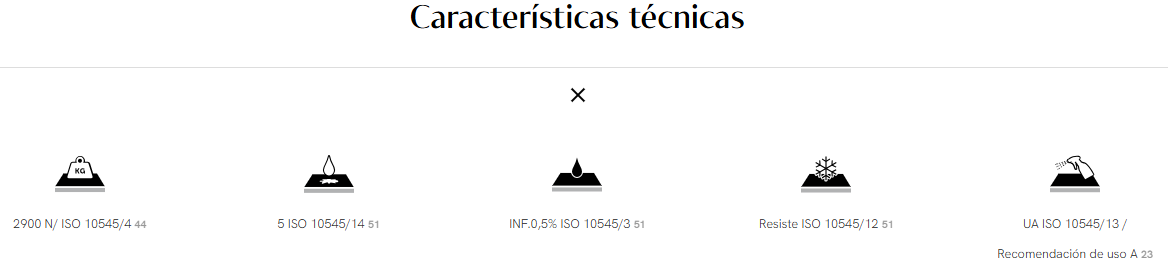 Características técnicas
KG
2900 N/ ISO 10545/4 44
5 ISO 10545/14 51
INF.0,5% ISO 10545/3 51
Resiste ISO 10545/12 51
UA ISO 10545/13 /
Recomendación de uso A 23